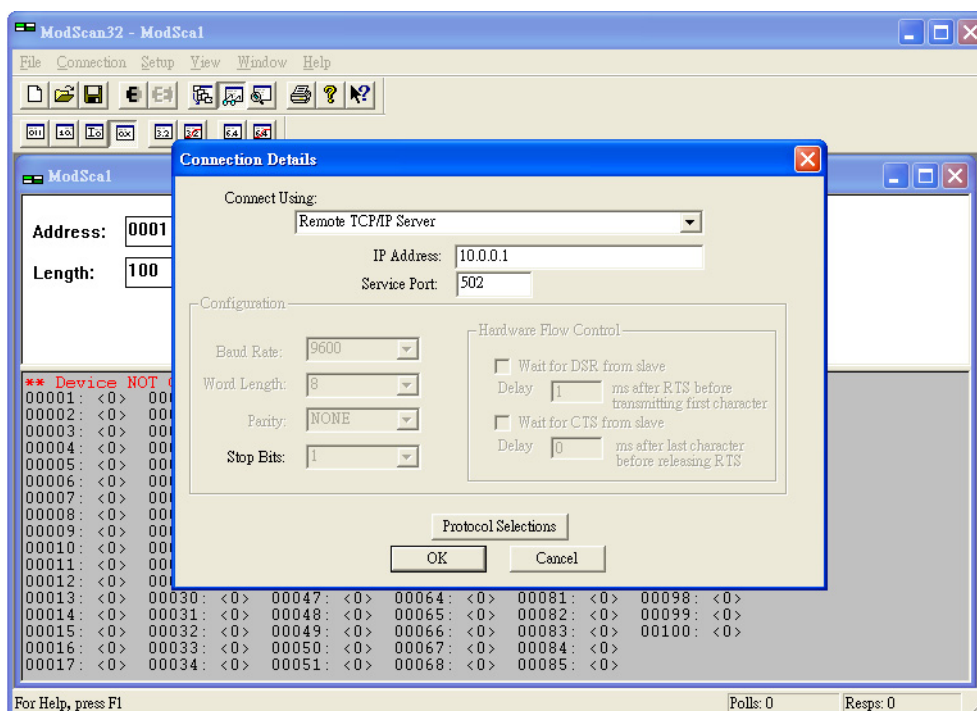 ModScan32 - ModSca1
File Connection Setup View Window Help
ModSca1
Address: 0001
Length: 100
Connection Details
Connect Using:
Remote TCP/IP Server
IP Address: 10.0.0.1
Service Port: 502
Configuration
Baud Rate: 9600
Word Length: 8
Parity: NONE
Stop Bits: 1
Hardware Flow Control
Wait for DSR from slave
Delay 1 ms after RTS before
transmitting first character
Wait for CTS from slave
Delay 0 ms after last character
before releasing RTS
Protocol Selections
OK Cancel
** Device NOT
00001: <0>
00002: <0>
00003: <0>
00004: <0>
00005: <0>
00006: <0>
00007: <0>
00008: <0>
00009: <0>
00010: <0>
00011: <0>
00012: <0>
00013: <0> 00030: <0> 00047: <0> 00064: <0> 00081: <0> 00098: <0>
00014: <0> 00031: <0> 00048: <0> 00065: <0> 00082: <0> 00099: <0>
00015: <0> 00032: <0> 00049: <0> 00066: <0> 00083: <0> 00100: <0>
00016: <0> 00033: <0> 00050: <0> 00067: <0> 00084: <0>
00017: <0> 00034: <0> 00051: <0> 00068: <0> 00085: <0>
For Help, press F1 Polls: 0 Resps: 0